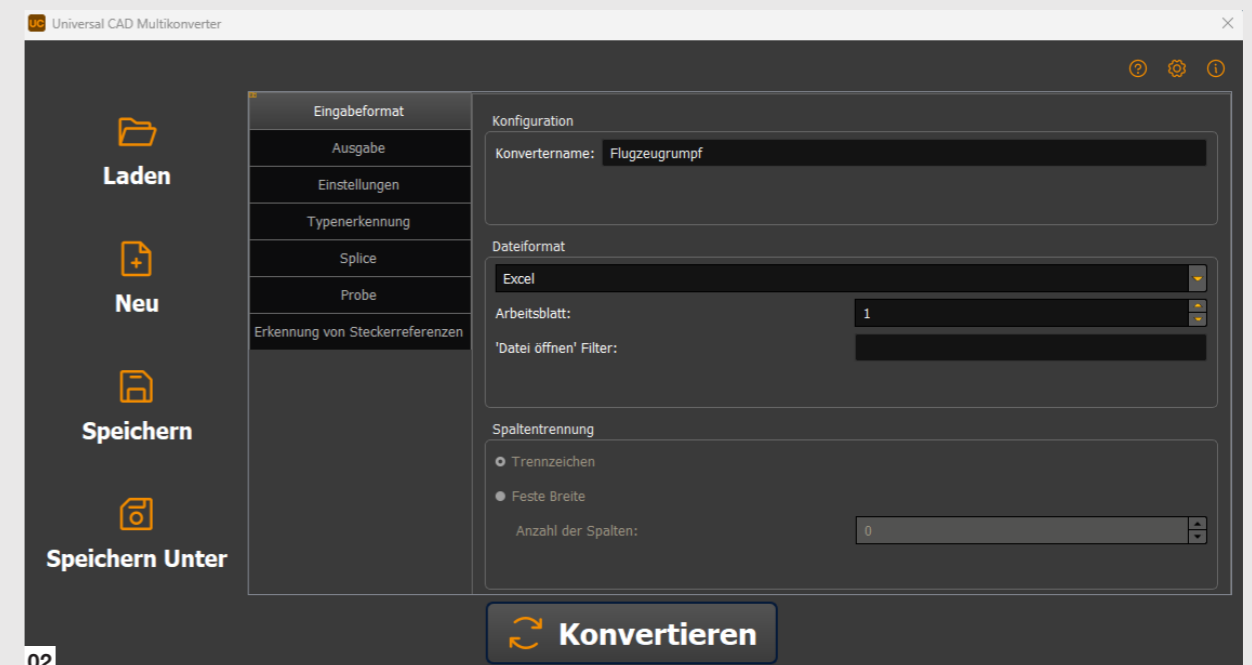 UC Universal CAD Multikonverter
Laden
Neu
Speichern
Speichern Unter
Eingabeformat
Ausgabe
Einstellungen
Typenerkennung
Splice
Probe
Erkennung von Steckerreferenzen
Konfiguration
Konvertername: Flugzeugrumpf
Dateiformat
Excel
Arbeitsblatt: 1
'Datei öffnen' Filter:
Spaltentrennung
Trennzeichen
Feste Breite
Anzahl der Spalten: 0
Konvertieren
02